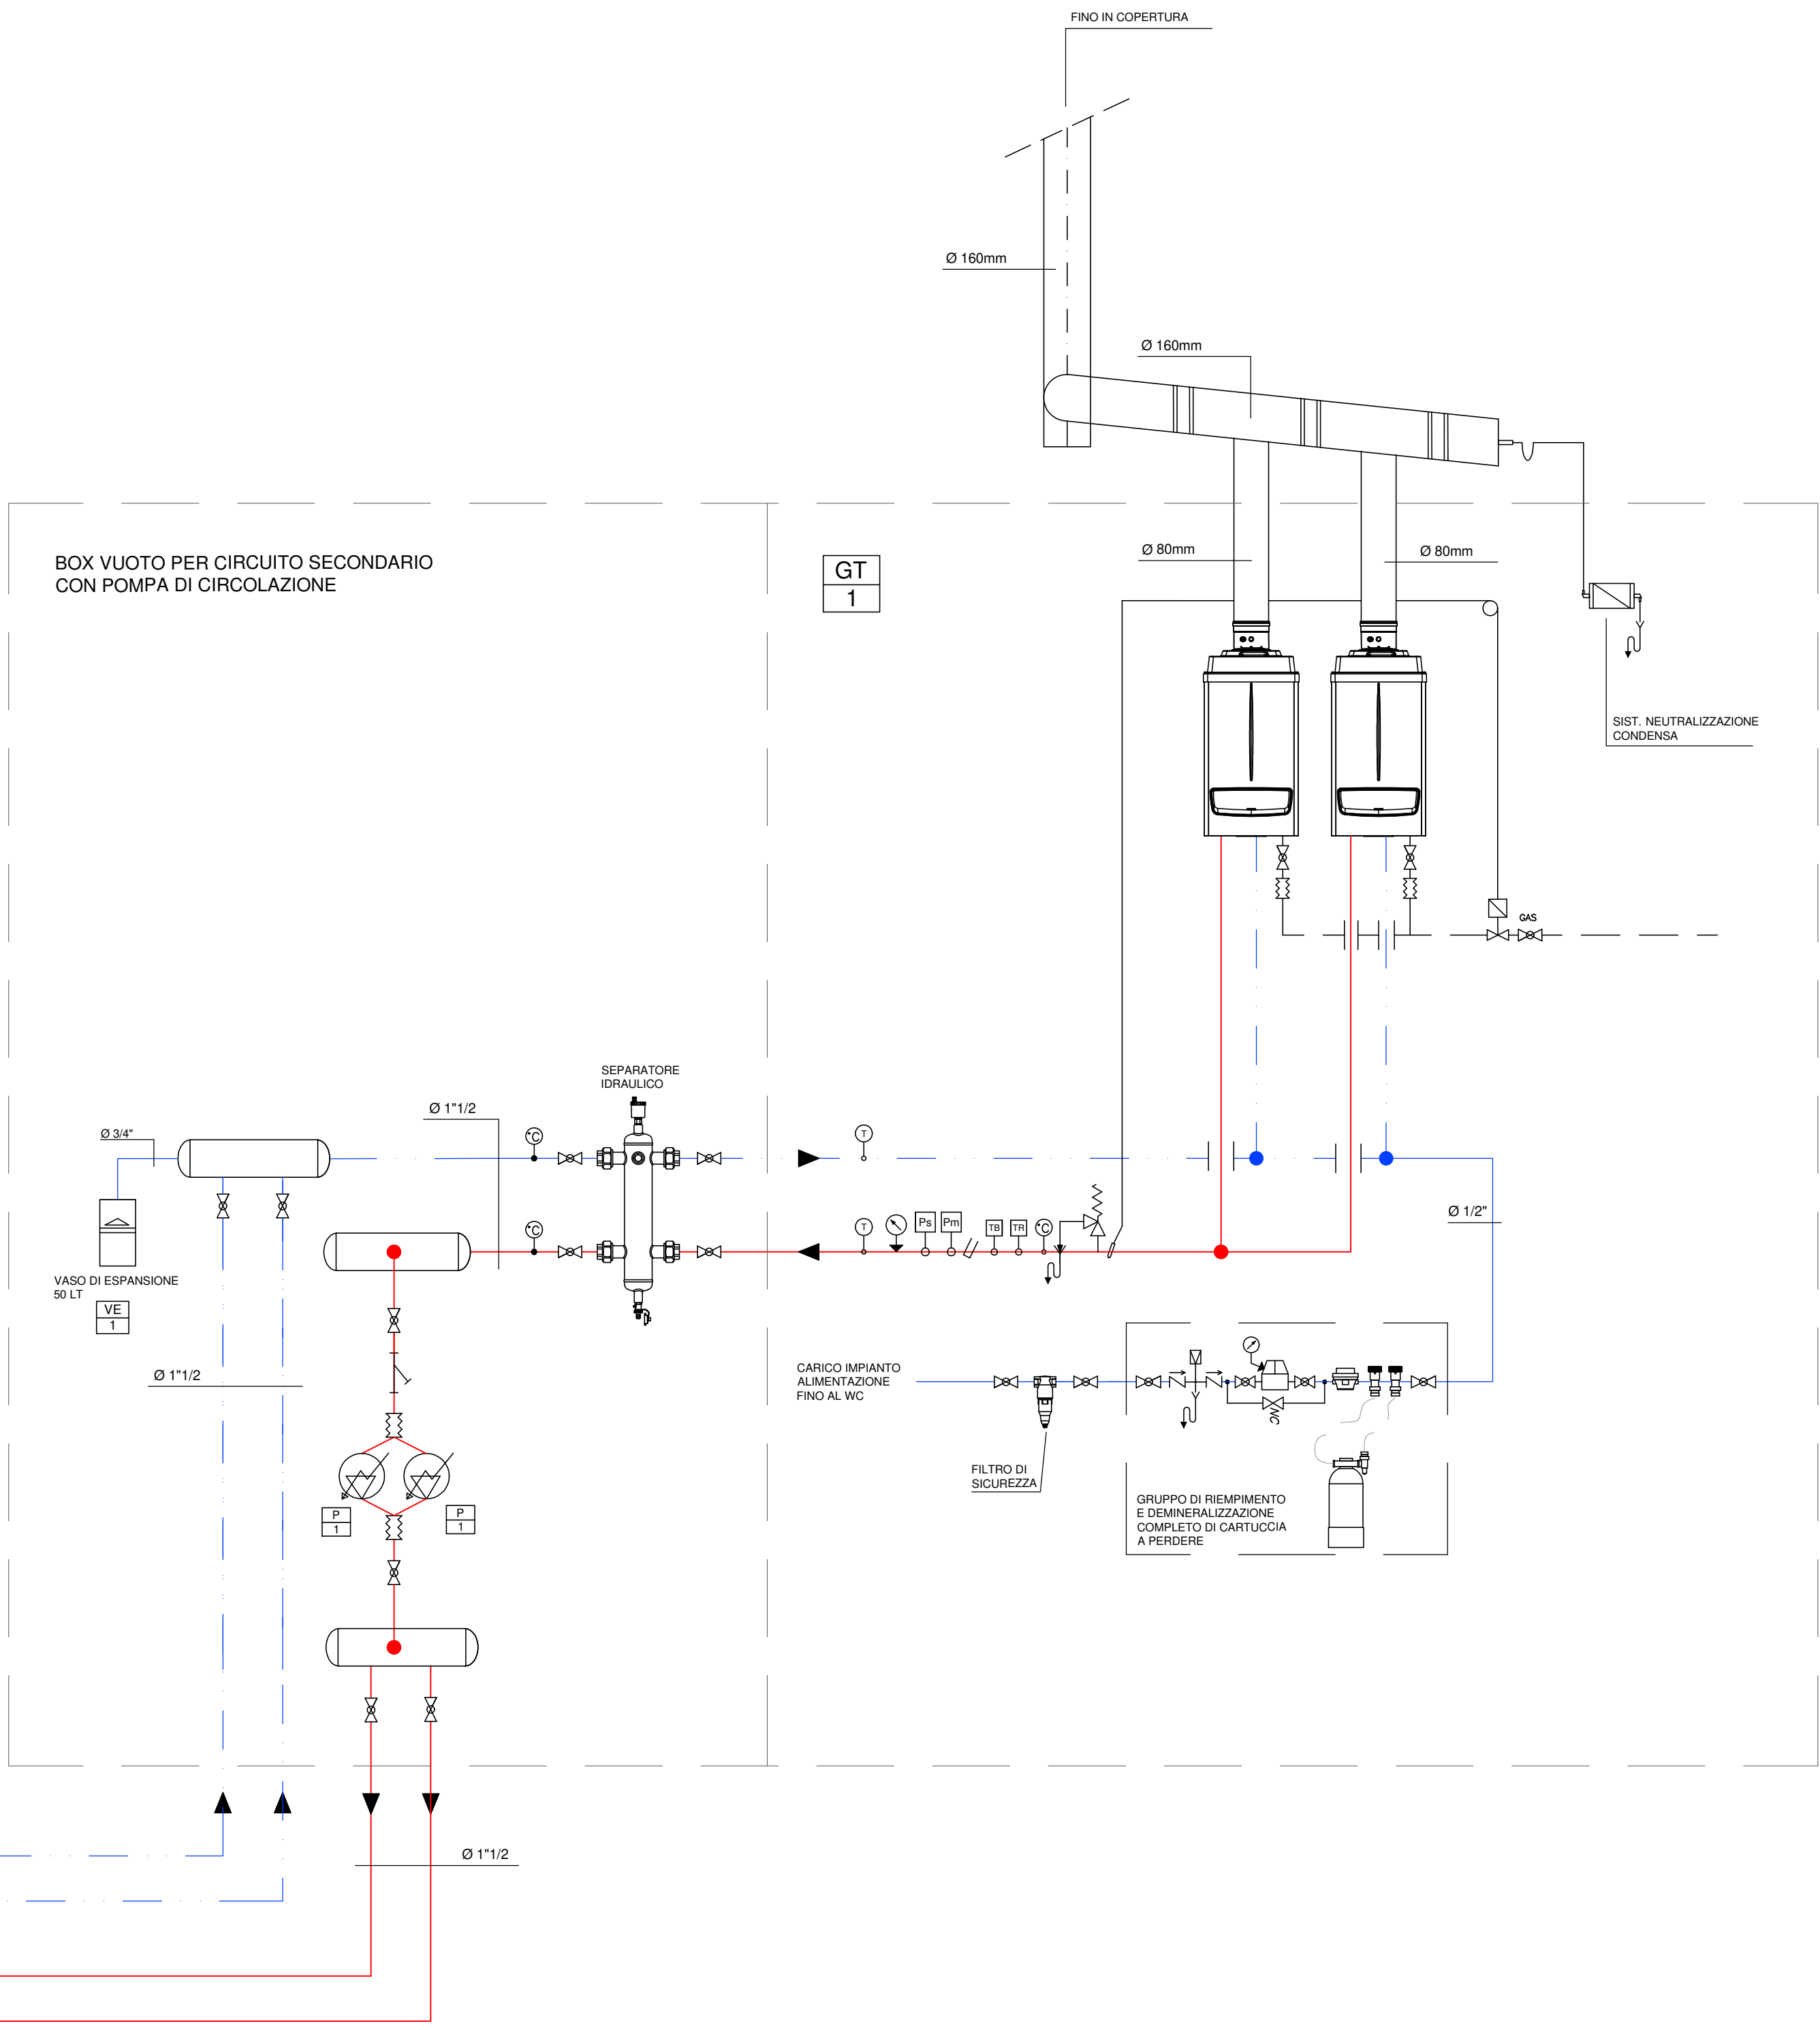 FINO IN COPERTURA
Ø 160mm
Ø 160mm
BOX VUOTO PER CIRCUITO SECONDARIO
CON POMPA DI CIRCOLAZIONE
GT
1
Ø 80mm
Ø 80mm
SIST. NEUTRALIZZAZIONE
CONDENSA
GAS
SEPARATORE
IDRAULICO
Ø 1"1/2
Ø 3/4"
°C
T
°C
T
Ps
Pm
TB
TR
°C
Ø 1/2"
VASO DI ESPANSIONE
50 LT
VE
1
Ø 1"1/2
CARICO IMPIANTO
ALIMENTAZIONE
FINO AL WC
NC
FILTRO DI
SICUREZZA
GRUPPO DI RIEMPIMENTO
E DEMINERALIZZAZIONE
COMPLETO DI CARTUCCIA
A PERDERE
P
1
P
1
Ø 1"1/2